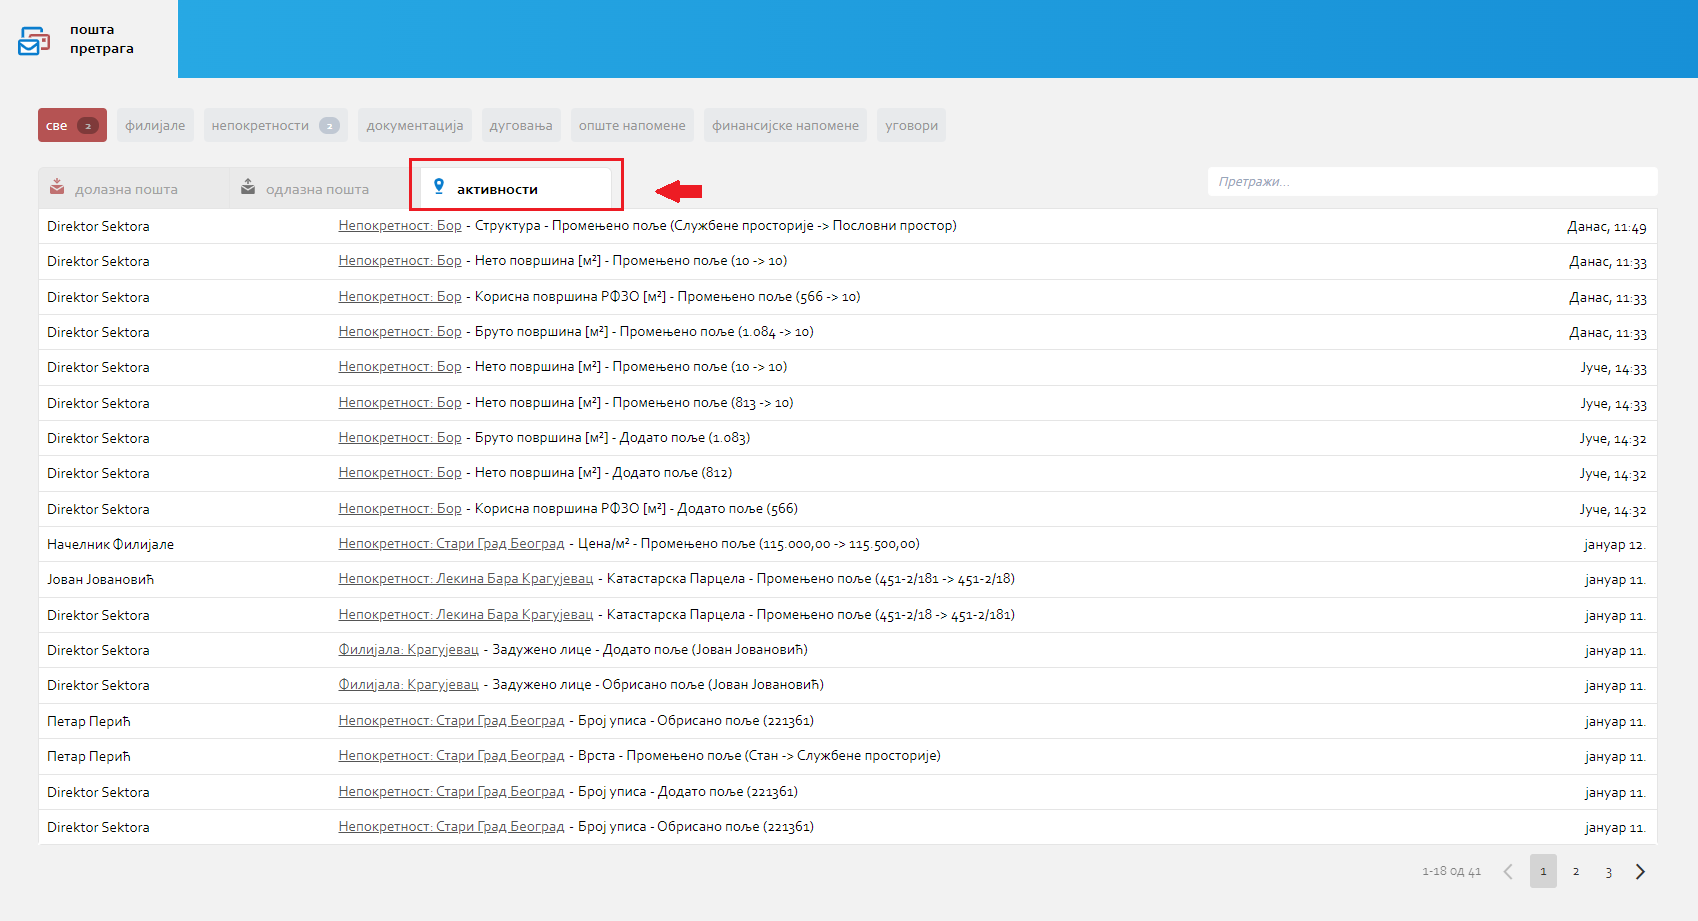 пошта
претрага
све 2 филијале непокретности 2 документација дуговања опште напомене финансијске напомене уговори
долазна пошта одлазна пошта активности Претражи...
Direktor Sektora Непокретност: Бор - Структура - Промењено поље (Службене просторије -> Пословни простор) Данас, 11:49
Direktor Sektora Непокретност: Бор - Нето површина [м²] - Промењено поље (10 -> 10) Данас, 11:33
Direktor Sektora Непокретност: Бор - Корисна површина РФЗО [м²] - Промењено поље (566 -> 10) Данас, 11:33
Direktor Sektora Непокретност: Бор - Бруто површина [м²] - Промењено поље (1.084 -> 10) Данас, 11:33
Direktor Sektora Непокретност: Бор - Нето површина [м²] - Промењено поље (10 -> 10) Јуче, 14:33
Direktor Sektora Непокретност: Бор - Нето површина [м²] - Промењено поље (813 -> 10) Јуче, 14:33
Direktor Sektora Непокретност: Бор - Бруто површина [м²] - Додато поље (1.083) Јуче, 14:32
Direktor Sektora Непокретност: Бор - Нето површина [м²] - Додато поље (812) Јуче, 14:32
Direktor Sektora Непокретност: Бор - Корисна површина РФЗО [м²] - Додато поље (566) Јуче, 14:32
Начелник Филијале Непокретност: Стари Град Београд - Цена/м² - Промењено поље (115.000,00 -> 115.500,00) јануар 12.
Јован Јовановић Непокретност: Лекина Бара Крагујевац - Катастарска Парцела - Промењено поље (451-2/181 -> 451-2/18) јануар 11.
Direktor Sektora Непокретност: Лекина Бара Крагујевац - Катастарска Парцела - Промењено поље (451-2/18 -> 451-2/181) јануар 11.
Direktor Sektora Филијала: Крагујевац - Задужено лице - Додато поље (Јован Јовановић) јануар 11.
Direktor Sektora Филијала: Крагујевац - Задужено лице - Обрисано поље (Јован Јовановић) јануар 11.
Петар Перић Непокретност: Стари Град Београд - Број уписа - Обрисано поље (221361) јануар 11.
Петар Перић Непокретност: Стари Град Београд - Врста - Промењено поље (Стан -> Службене просторије) јануар 11.
Direktor Sektora Непокретност: Стари Град Београд - Број уписа - Додато поље (221361) јануар 11.
Direktor Sektora Непокретност: Стари Град Београд - Број уписа - Обрисано поље (221361) јануар 11.
1-18 од 41 1 2 3